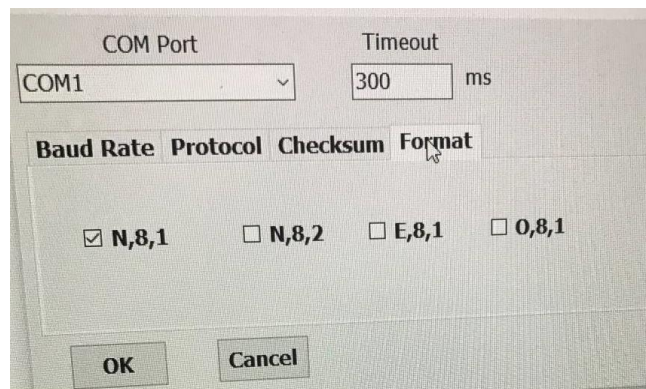 COM Port Timeout
COM1 300 ms
Baud Rate Protocol Checksum Format
N,8,1 N,8,2 E,8,1 O,8,1
OK Cancel